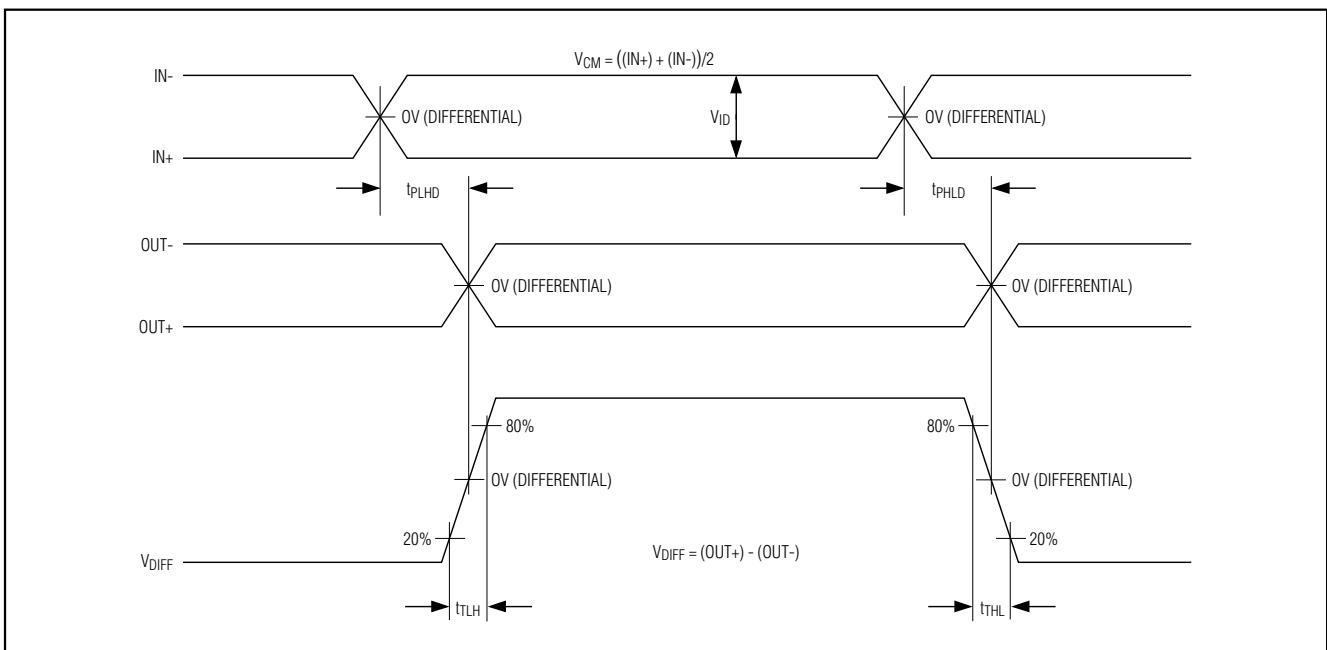 V_CM = ((IN+) + (IN-))/2
IN-
0V (DIFFERENTIAL)
V_ID
0V (DIFFERENTIAL)
IN+
t_PLHD
t_PHLD
OUT-
0V (DIFFERENTIAL)
0V (DIFFERENTIAL)
OUT+
80%
80%
0V (DIFFERENTIAL)
0V (DIFFERENTIAL)
20%
20%
V_DIFF = (OUT+) - (OUT-)
V_DIFF
t_TLH
t_THL